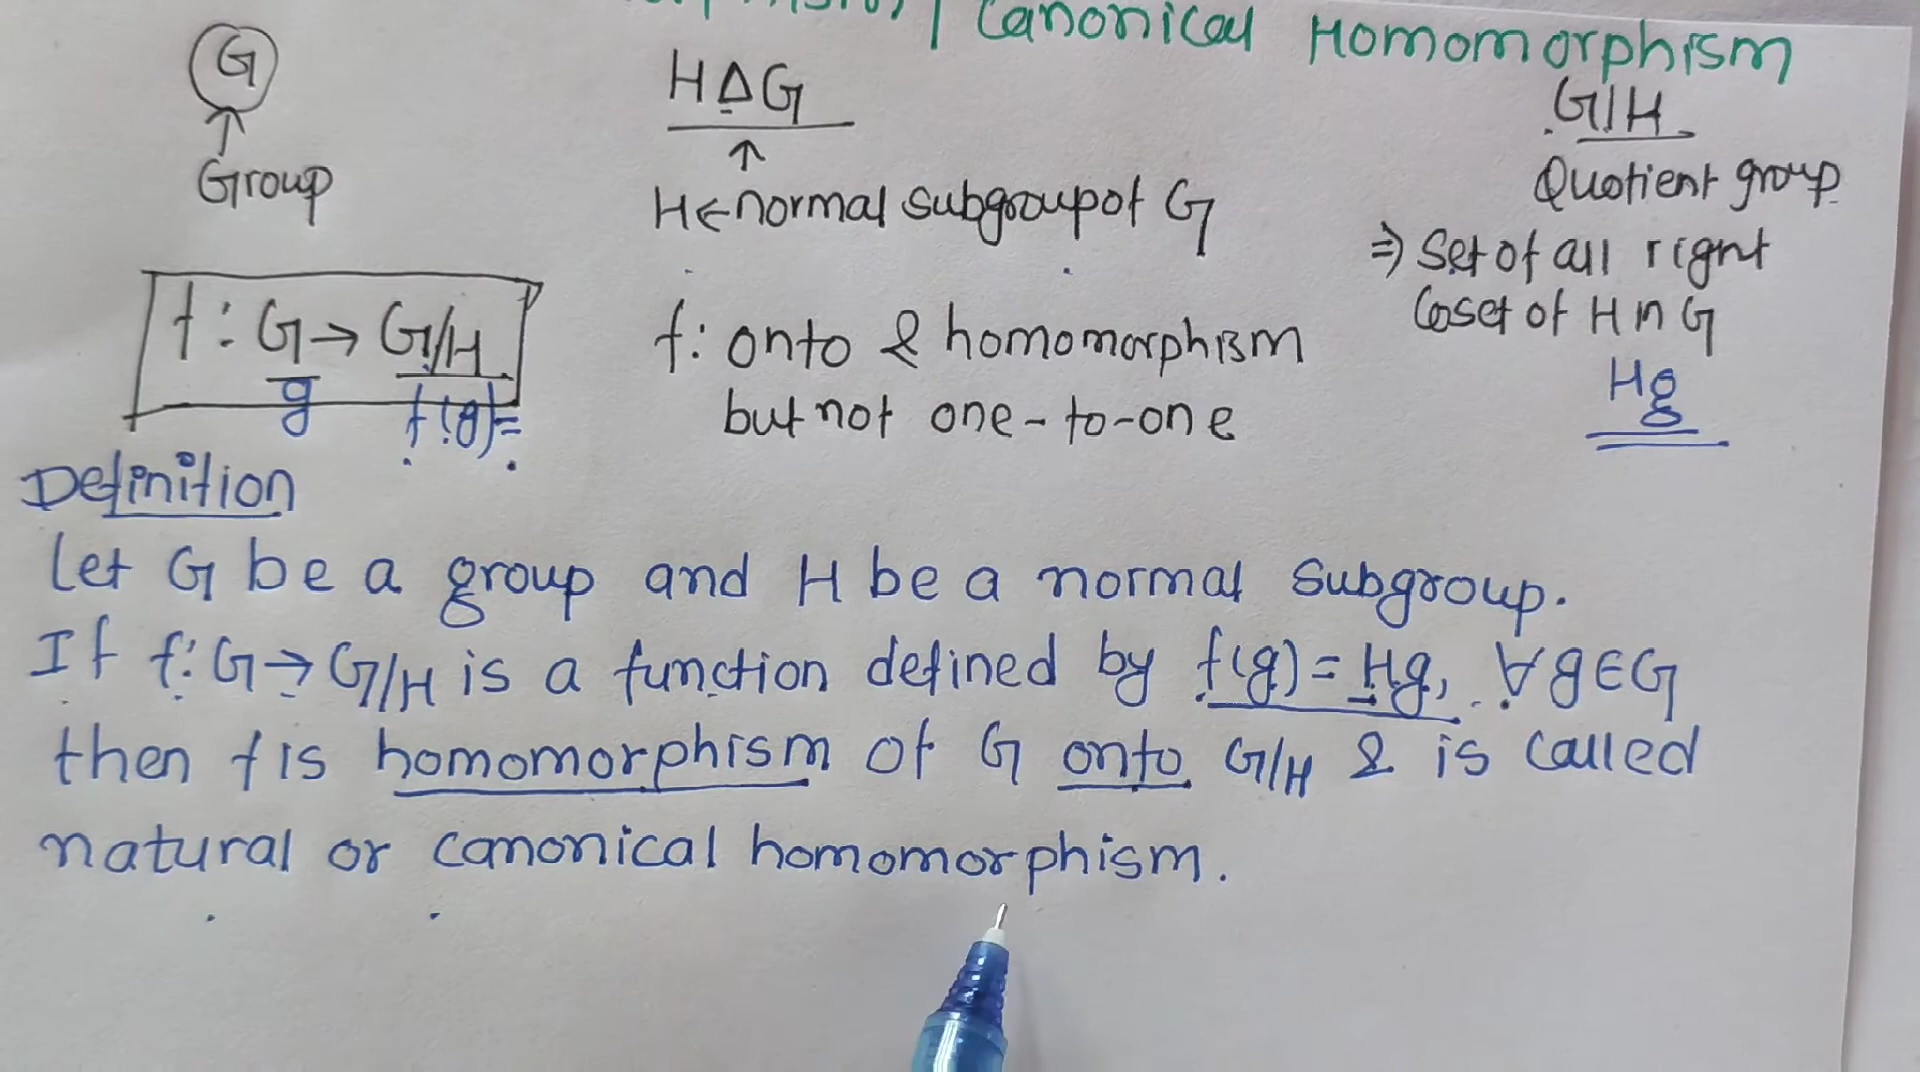 Canonical Homomorphism
G
Group
H∆G
↑
H← normal subgroup of G
G/H
Quotient group
⇒ Set of all right
Coset of H in G
Hg
f: G → G/H
g f(g)=
f: onto & homomorphism
but not one-to-one
Definition
Let G be a group and H be a normal subgroup.
If f: G → G/H is a function defined by f(g) = Hg, ∀ g∈G
then f is homomorphism of G onto G/H & is called
natural or canonical homomorphism.